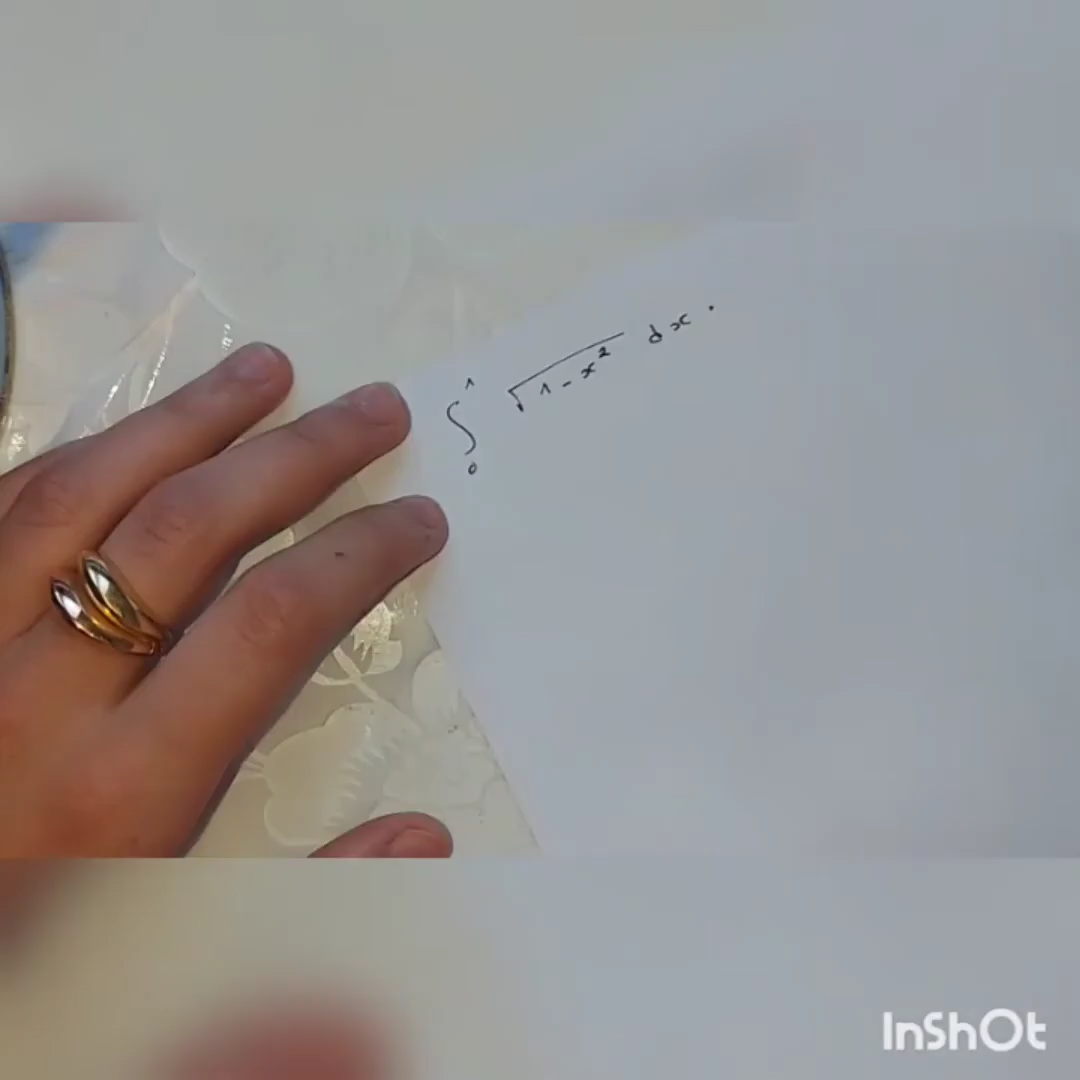 ∫₀¹ √(1-x²) dx.
InShOt